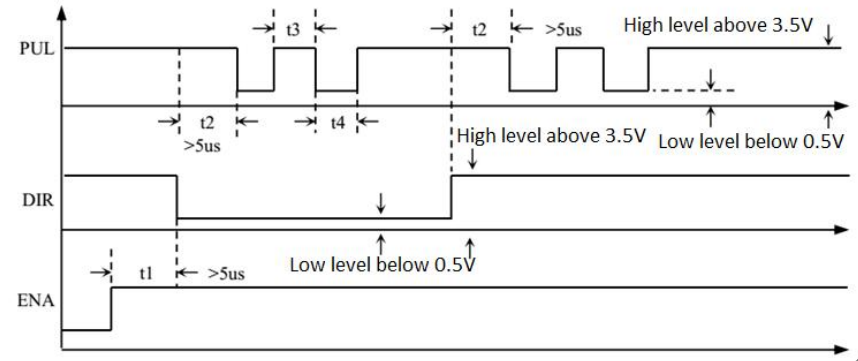 t3
t2
>5us
High level above 3.5V
PUL
t2
>5us
t4
High level above 3.5V
Low level below 0.5V
DIR
Low level below 0.5V
t1
>5us
ENA